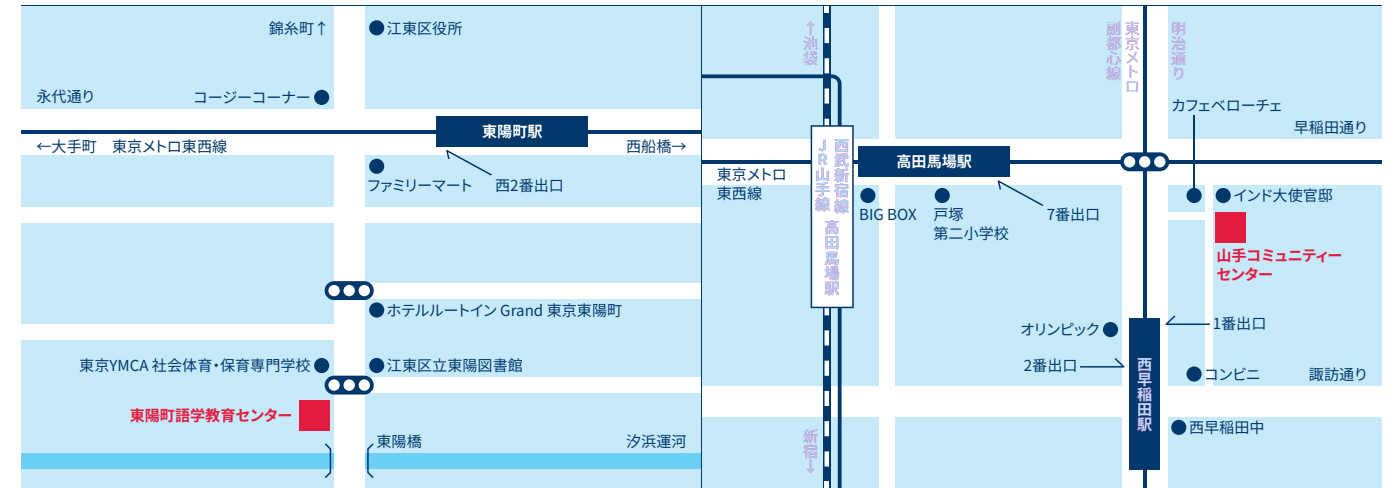 錦糸町↑
江東区役所
永代通り
コージーコーナー
東陽町駅
←大手町 東京メトロ東西線
西船橋→
ファミリーマート
西2番出口
ホテルルートイン Grand 東京東陽町
東京YMCA 社会体育・保育専門学校
江東区立東陽図書館
東陽町語学教育センター
東陽橋
汐浜運河
↑池袋
東京メトロ
副都心線
明治通り
カフェベローチェ
早稲田通り
東京メトロ
東西線
西武新宿線
JR山手線
高田馬場駅
高田馬場駅
BIG BOX
戸塚
第二小学校
7番出口
インド大使官邸
山手コミュニティー
センター
オリンピック
1番出口
2番出口
西早稲田駅
コンビニ
諏訪通り
新宿↓
西早稲田中